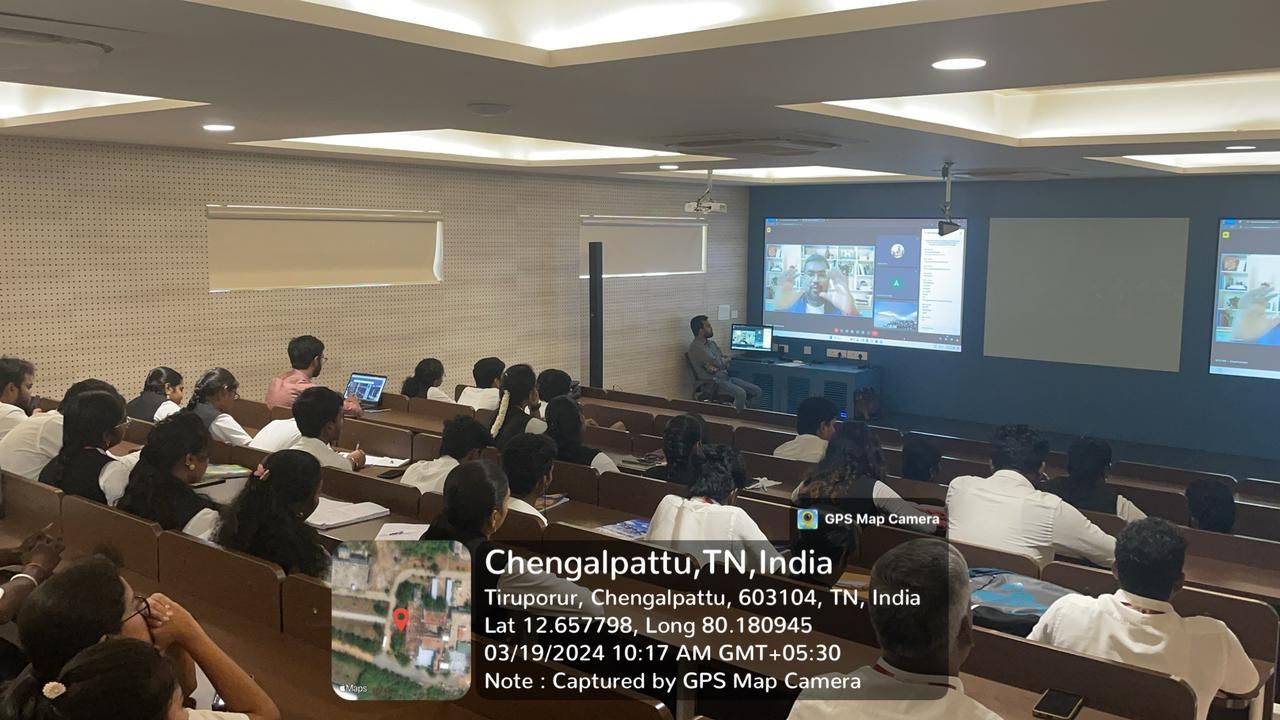 GPS Map Camera
Chengalpattu,TN,India
Tiruporur, Chengalpattu, 603104, TN, India
Lat 12.657798, Long 80.180945
03/19/2024 10:17 AM GMT+05:30
Note : Captured by GPS Map Camera
Maps